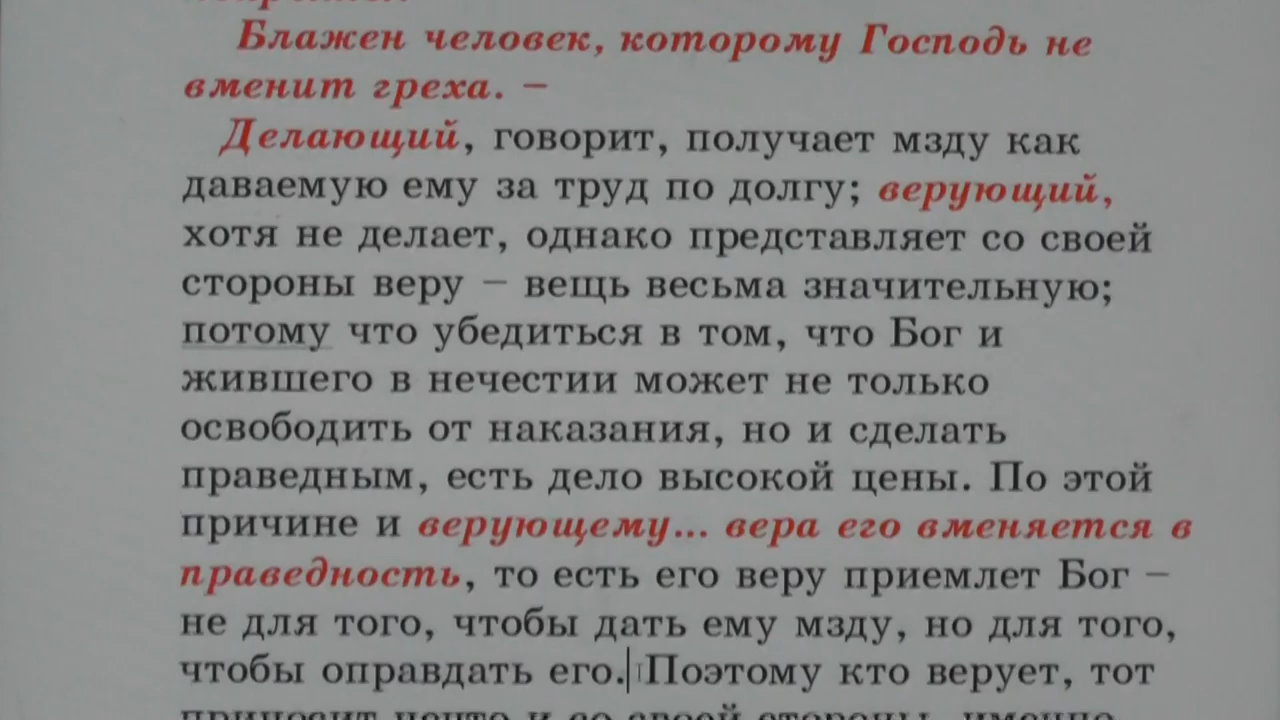 Блажен человек, которому Господь не
вменит греха. –
Делающий, говорит, получает мзду как
даваемую ему за труд по долгу; верующий,
хотя не делает, однако представляет со своей
стороны веру – вещь весьма значительную;
потому что убедиться в том, что Бог и
жившего в нечестии может не только
освободить от наказания, но и сделать
праведным, есть дело высокой цены. По этой
причине и верующему... вера его вменяется в
праведность, то есть его веру приемлет Бог –
не для того, чтобы дать ему мзду, но для того,
чтобы оправдать его. Поэтому кто верует, тот